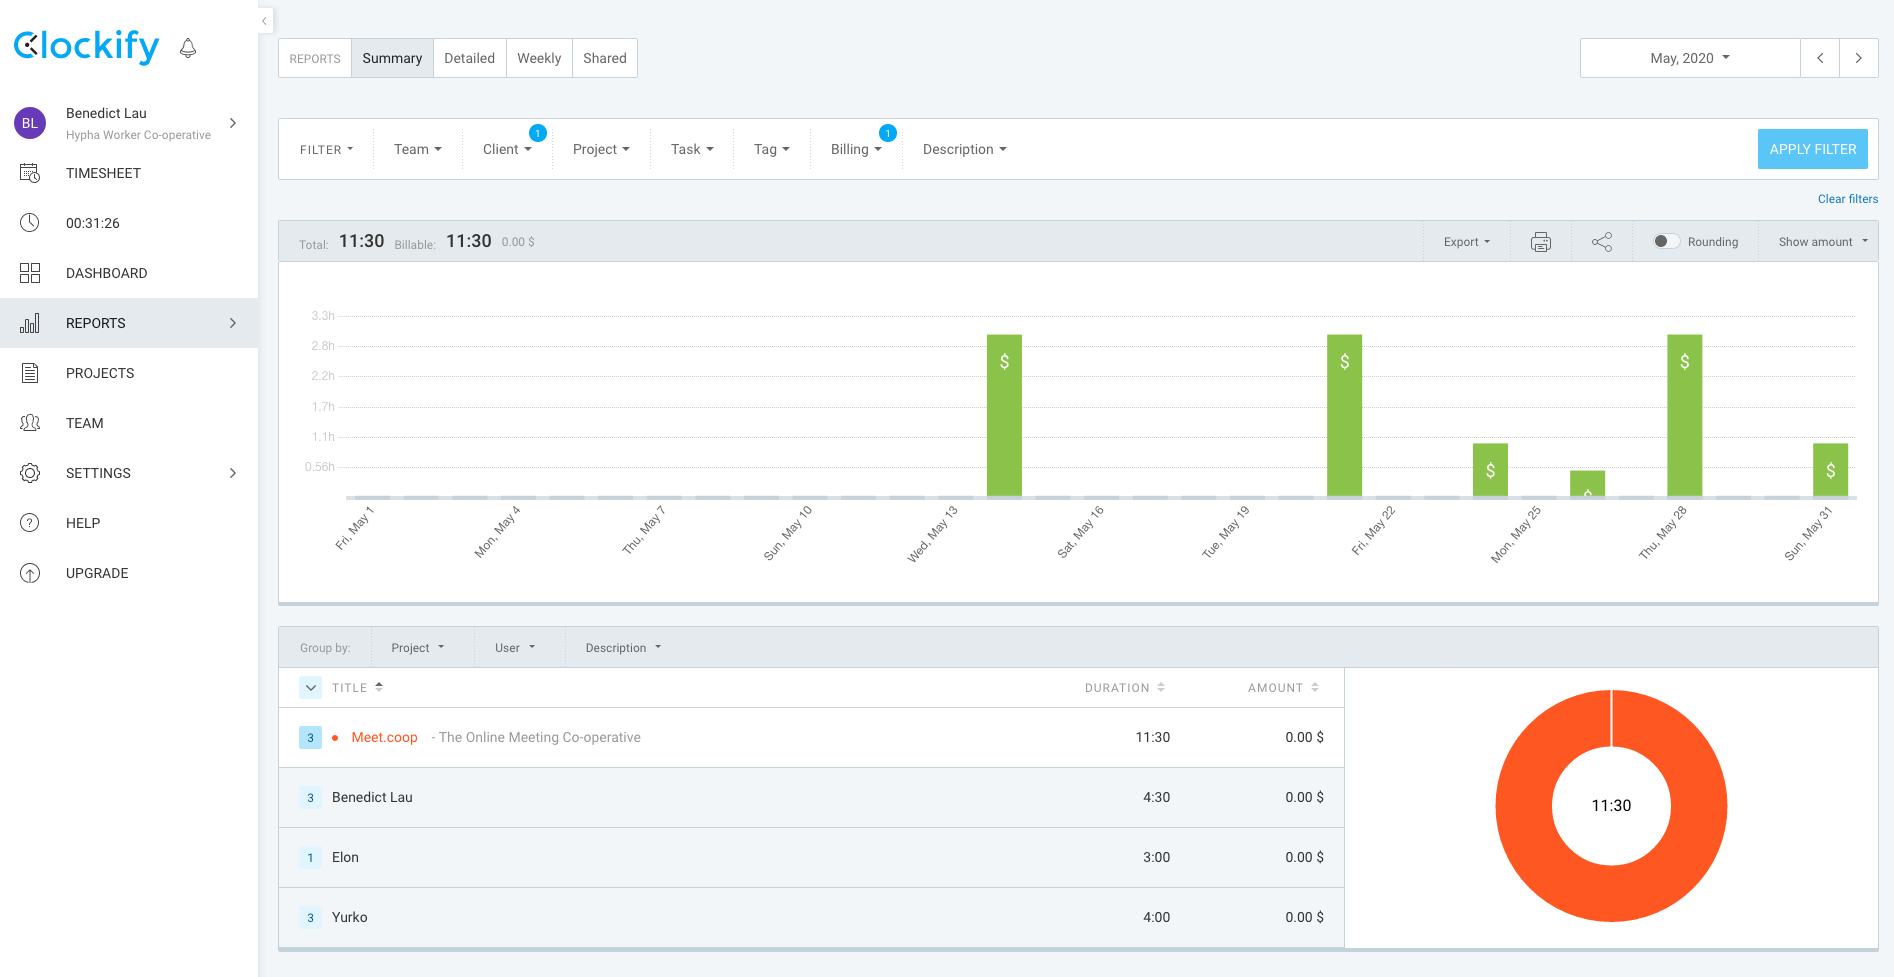 Clockify
BL
Benedict Lau
Hypha Worker Co-operative
TIMESHEET
00:31:26
DASHBOARD
REPORTS
PROJECTS
TEAM
SETTINGS
HELP
UPGRADE
REPORTS Summary Detailed Weekly Shared
May, 2020
FILTER Team Client 1 Project Task Tag Billing 1 Description
APPLY FILTER
Clear filters
Total: 11:30 Billable: 11:30 0.00 $
Export Rounding Show amount
3.3h
2.8h
2.2h
1.7h
1.1h
0.56h
$ $ $ $ $ $
Fri, May 1
Mon, May 4
Thu, May 7
Sun, May 10
Wed, May 13
Sat, May 16
Tue, May 19
Fri, May 22
Mon, May 25
Thu, May 28
Sun, May 31
Group by: Project User Description
TITLE DURATION AMOUNT
3 Meet.coop - The Online Meeting Co-operative 11:30 0.00 $
3 Benedict Lau 4:30 0.00 $
1 Elon 3:00 0.00 $
3 Yurko 4:00 0.00 $
11:30